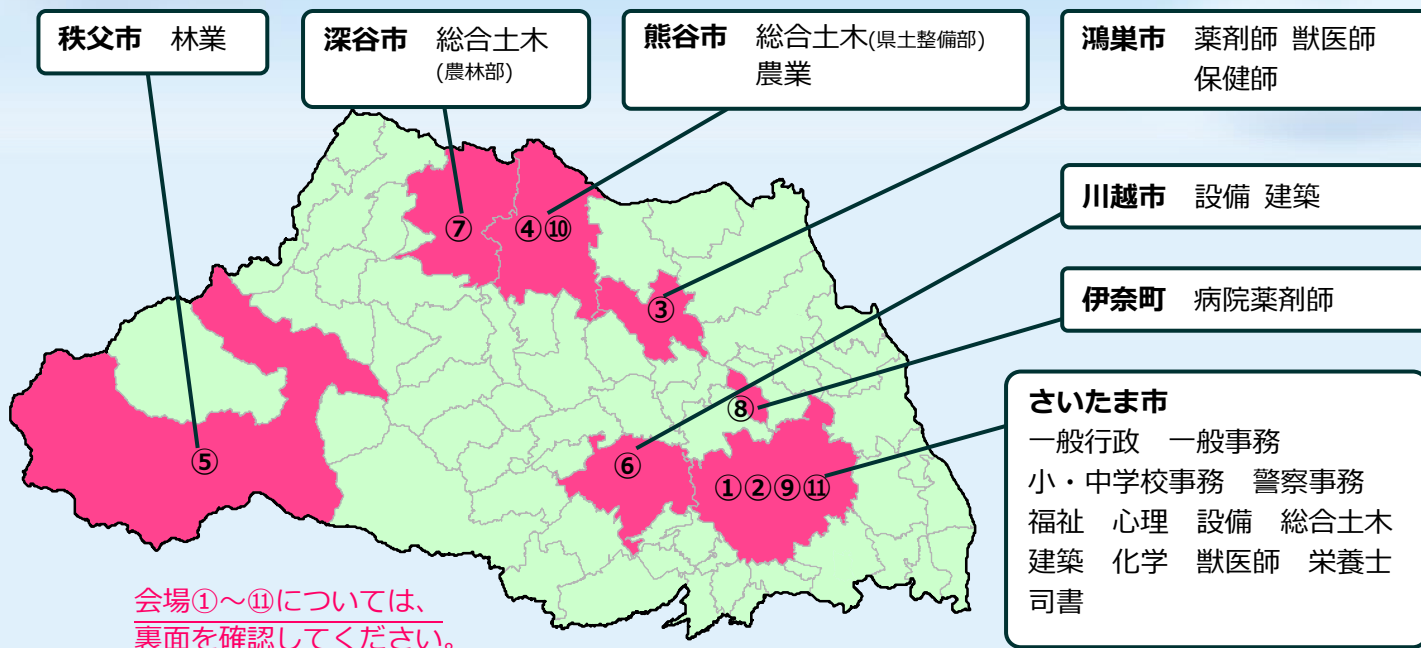 秩父市 林業
深谷市 総合土木
(農林部)
熊谷市 総合土木(県土整備部)
農業
鴻巣市 薬剤師 獣医師
保健師
川越市 設備 建築
伊奈町 病院薬剤師
さいたま市
一般行政 一般事務
小・中学校事務 警察事務
福祉 心理 設備 総合土木
建築 化学 獣医師 栄養士
司書
⑦
④⑩
③
⑧
⑤
⑥
①②⑨⑪
会場①～⑪については、
裏面を確認してください。